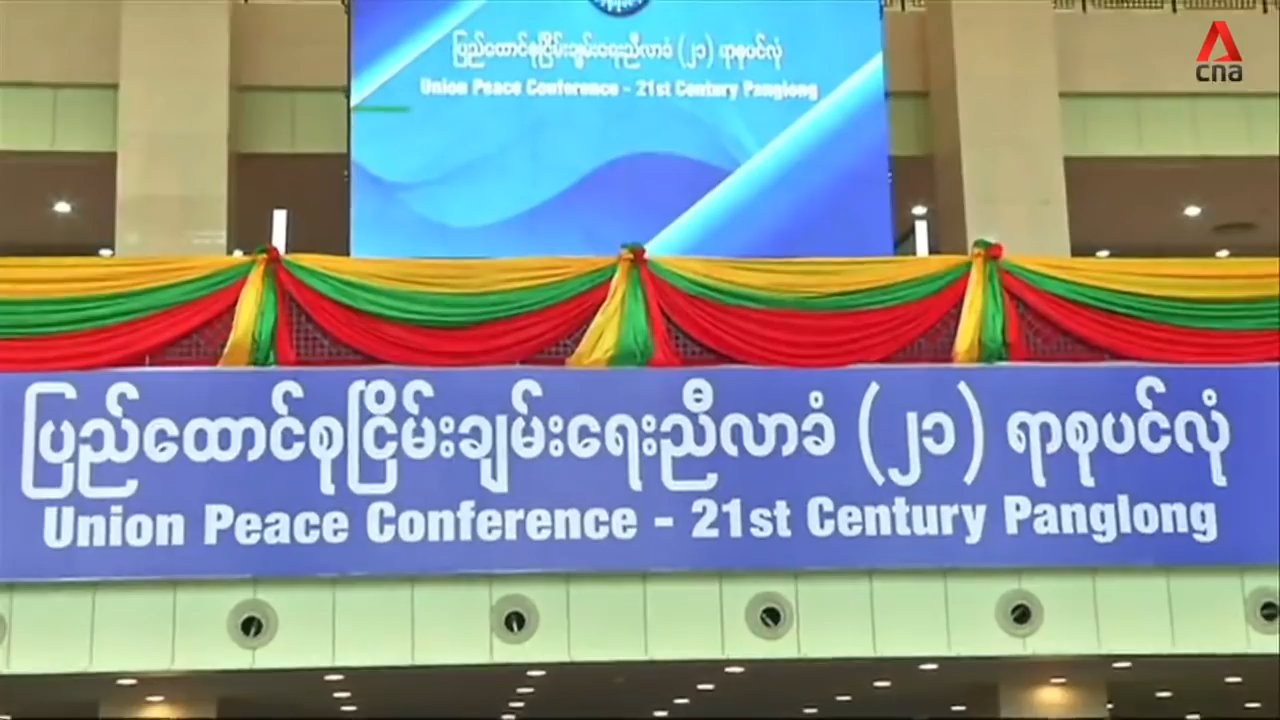 ပြည်ထောင်စုငြိမ်းချမ်းရေးညီလာခံ (၂၁) ရာစုပင်လုံ
Union Peace Conference - 21st Century Panglong
cna
ပြည်ထောင်စုငြိမ်းချမ်းရေးညီလာခံ (၂၁) ရာစုပင်လုံ
Union Peace Conference - 21st Century Panglong